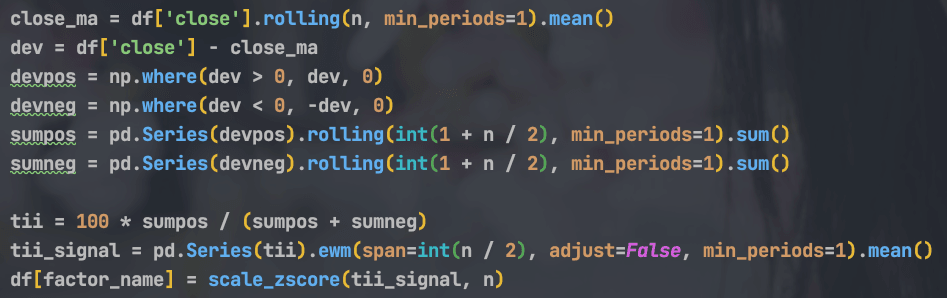 close_ma = df['close'].rolling(n, min_periods=1).mean()
dev = df['close'] - close_ma
devpos = np.where(dev > 0, dev, 0)
devneg = np.where(dev < 0, -dev, 0)
sumpos = pd.Series(devpos).rolling(int(1 + n / 2), min_periods=1).sum()
sumneg = pd.Series(devneg).rolling(int(1 + n / 2), min_periods=1).sum()
tii = 100 * sumpos / (sumpos + sumneg)
tii_signal = pd.Series(tii).ewm(span=int(n / 2), adjust=False, min_periods=1).mean()
df[factor_name] = scale_zscore(tii_signal, n)